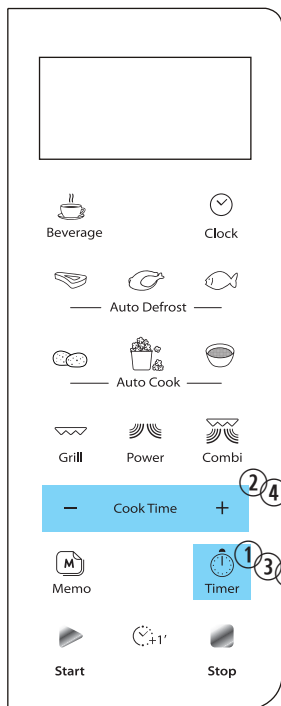 Beverage Clock
Auto Defrost
Auto Cook
Grill Power Combi
2 4
− Cook Time +
M 1 3
Memo Timer
+1'
Start Stop